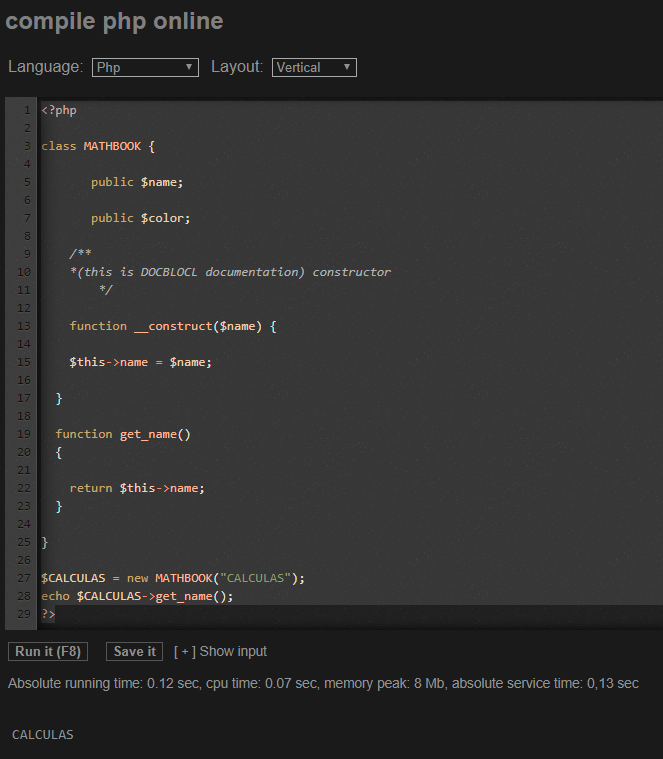 compile php online
Language: Php Layout: Vertical
1 <?php
2
3 class MATHBOOK {
4
5 public $name;
6
7 public $color;
8
9 /**
10 *(this is DOCBLOCL documentation) constructor
11 */
12
13 function __construct($name) {
14
15 $this->name = $name;
16
17 }
18
19 function get_name()
20 {
21
22 return $this->name;
23 }
24
25 }
26
27 $CALCULAS = new MATHBOOK("CALCULAS");
28 echo $CALCULAS->get_name();
29 ?>
Run it (F8) Save it [ + ] Show input
Absolute running time: 0.12 sec, cpu time: 0.07 sec, memory peak: 8 Mb, absolute service time: 0,13 sec
CALCULAS